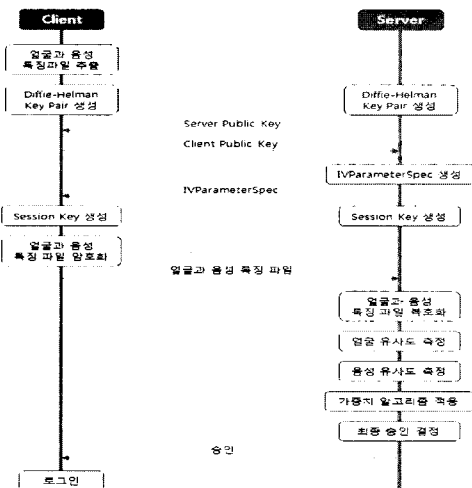 Client
Server
얼굴과 음성
특징파일 추출
Diffie-Helman
Key Pair 생성
Diffie-Helman
Key Pair 생성
Server Public Key
Client Public Key
IVParameterSpec 생성
IVParameterSpec
Session Key 생성
Session Key 생성
얼굴과 음성
특징 파일 암호화
얼굴과 음성 특징 파일
얼굴과 음성
특징 파일 복호화
얼굴 유사도 측정
음성 유사도 측정
가중치 알고리즘 적용
최종 승인 결정
승인
로그인